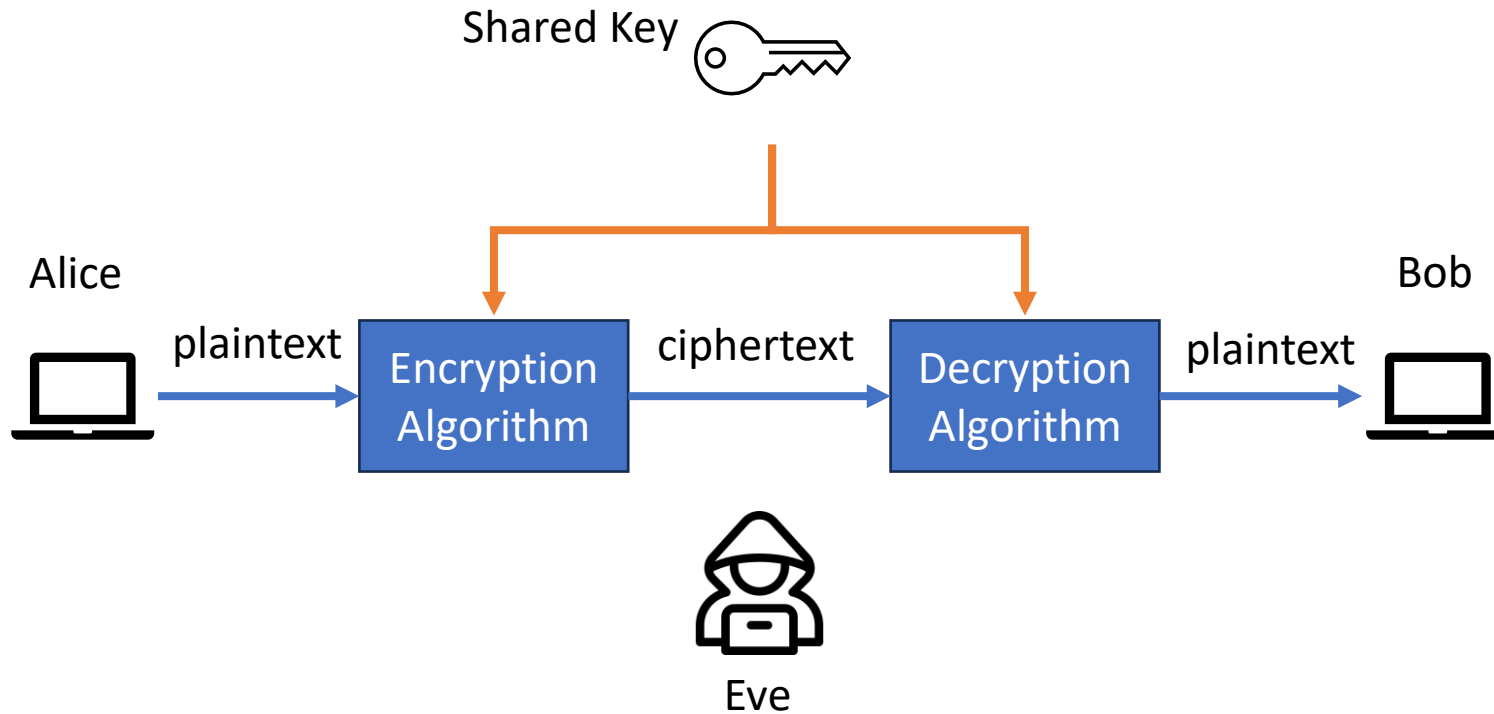 Shared Key
Alice
Bob
plaintext
Encryption
Algorithm
ciphertext
Decryption
Algorithm
plaintext
Eve